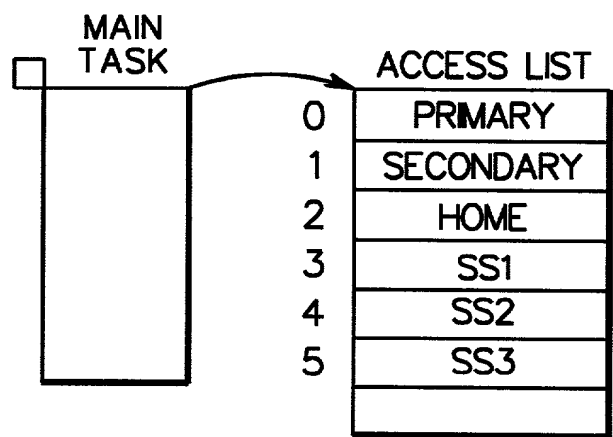 MAIN
TASK
ACCESS LIST
0 PRIMARY
1 SECONDARY
2 HOME
3 SS1
4 SS2
5 SS3